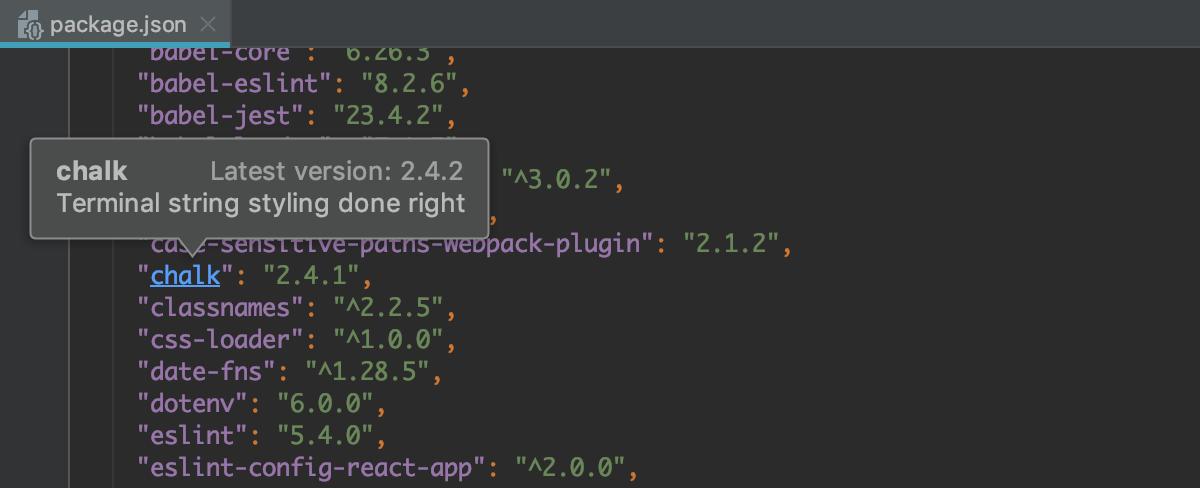 package.json
"babel-core": "6.26.3",
"babel-eslint": "8.2.6",
"babel-jest": "23.4.2",
chalk Latest version: 2.4.2
Terminal string styling done right
"^3.0.2",
,
"case-sensitive-paths-webpack-plugin": "2.1.2",
"chalk": "2.4.1",
"classnames": "^2.2.5",
"css-loader": "^1.0.0",
"date-fns": "^1.28.5",
"dotenv": "6.0.0",
"eslint": "5.4.0",
"eslint-config-react-app": "^2.0.0",